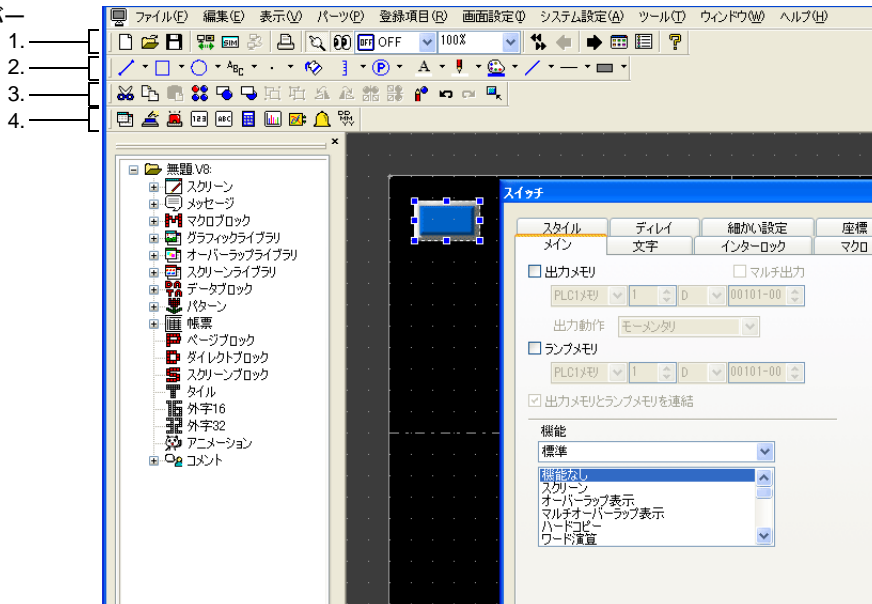 バー
ファイル(F) 編集(E) 表示(V) パーツ(P) 登録項目(R) 画面設定(I) システム設定(A) ツール(T) ウィンドウ(W) ヘルプ(H)
1.
OFF OFF 100%
2.
ABC P A
3.
4.
123 ABC DD MM YY
無題.V8:
スクリーン
メッセージ
マクロブロック
グラフィックライブラリ
オーバーラップライブラリ
スクリーンライブラリ
データブロック
パターン
帳票
ページブロック
ダイレクトブロック
スクリーンブロック
タイル
外字16
外字32
アニメーション
コメント
スイッチ
スタイル ディレイ 細かい設定 座標
メイン 文字 インターロック マクロ
出力メモリ マルチ出力
PLC1メモリ 1 D 00101-00
出力動作 モーメンタリ
ランプメモリ
PLC1メモリ 1 D 00101-00
出力メモリとランプメモリを連結
機能
標準
機能なし
スクリーン
オーバーラップ表示
マルチオーバーラップ表示
ハードコピー
ワード演算